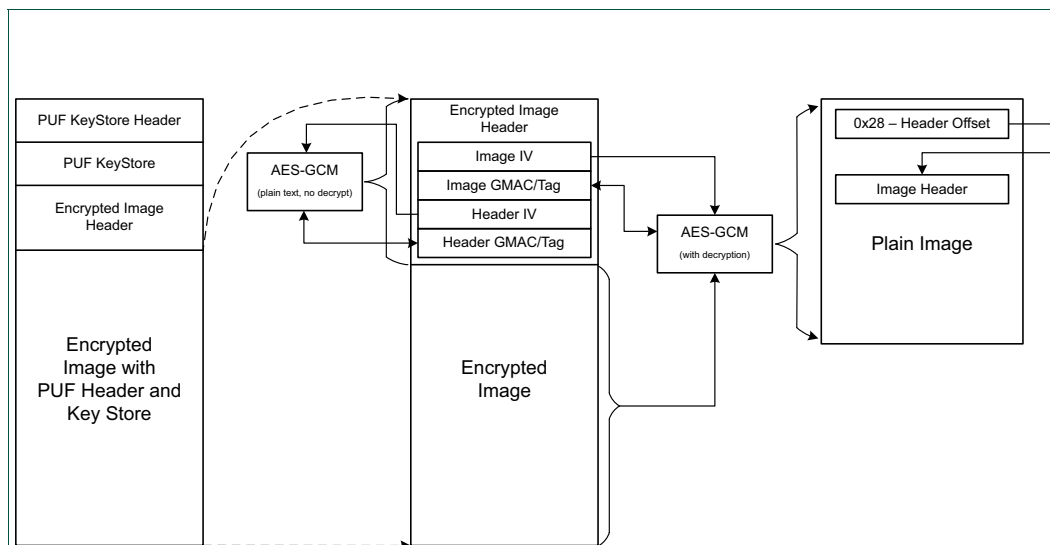 PUF KeyStore Header
PUF KeyStore
Encrypted Image
Header
Encrypted
Image with
PUF Header and
Key Store
AES-GCM
(plain text, no decrypt)
Encrypted Image
Header
Image IV
Image GMAC/Tag
Header IV
Header GMAC/Tag
Encrypted
Image
AES-GCM
(with decryption)
0x28 – Header Offset
Image Header
Plain Image